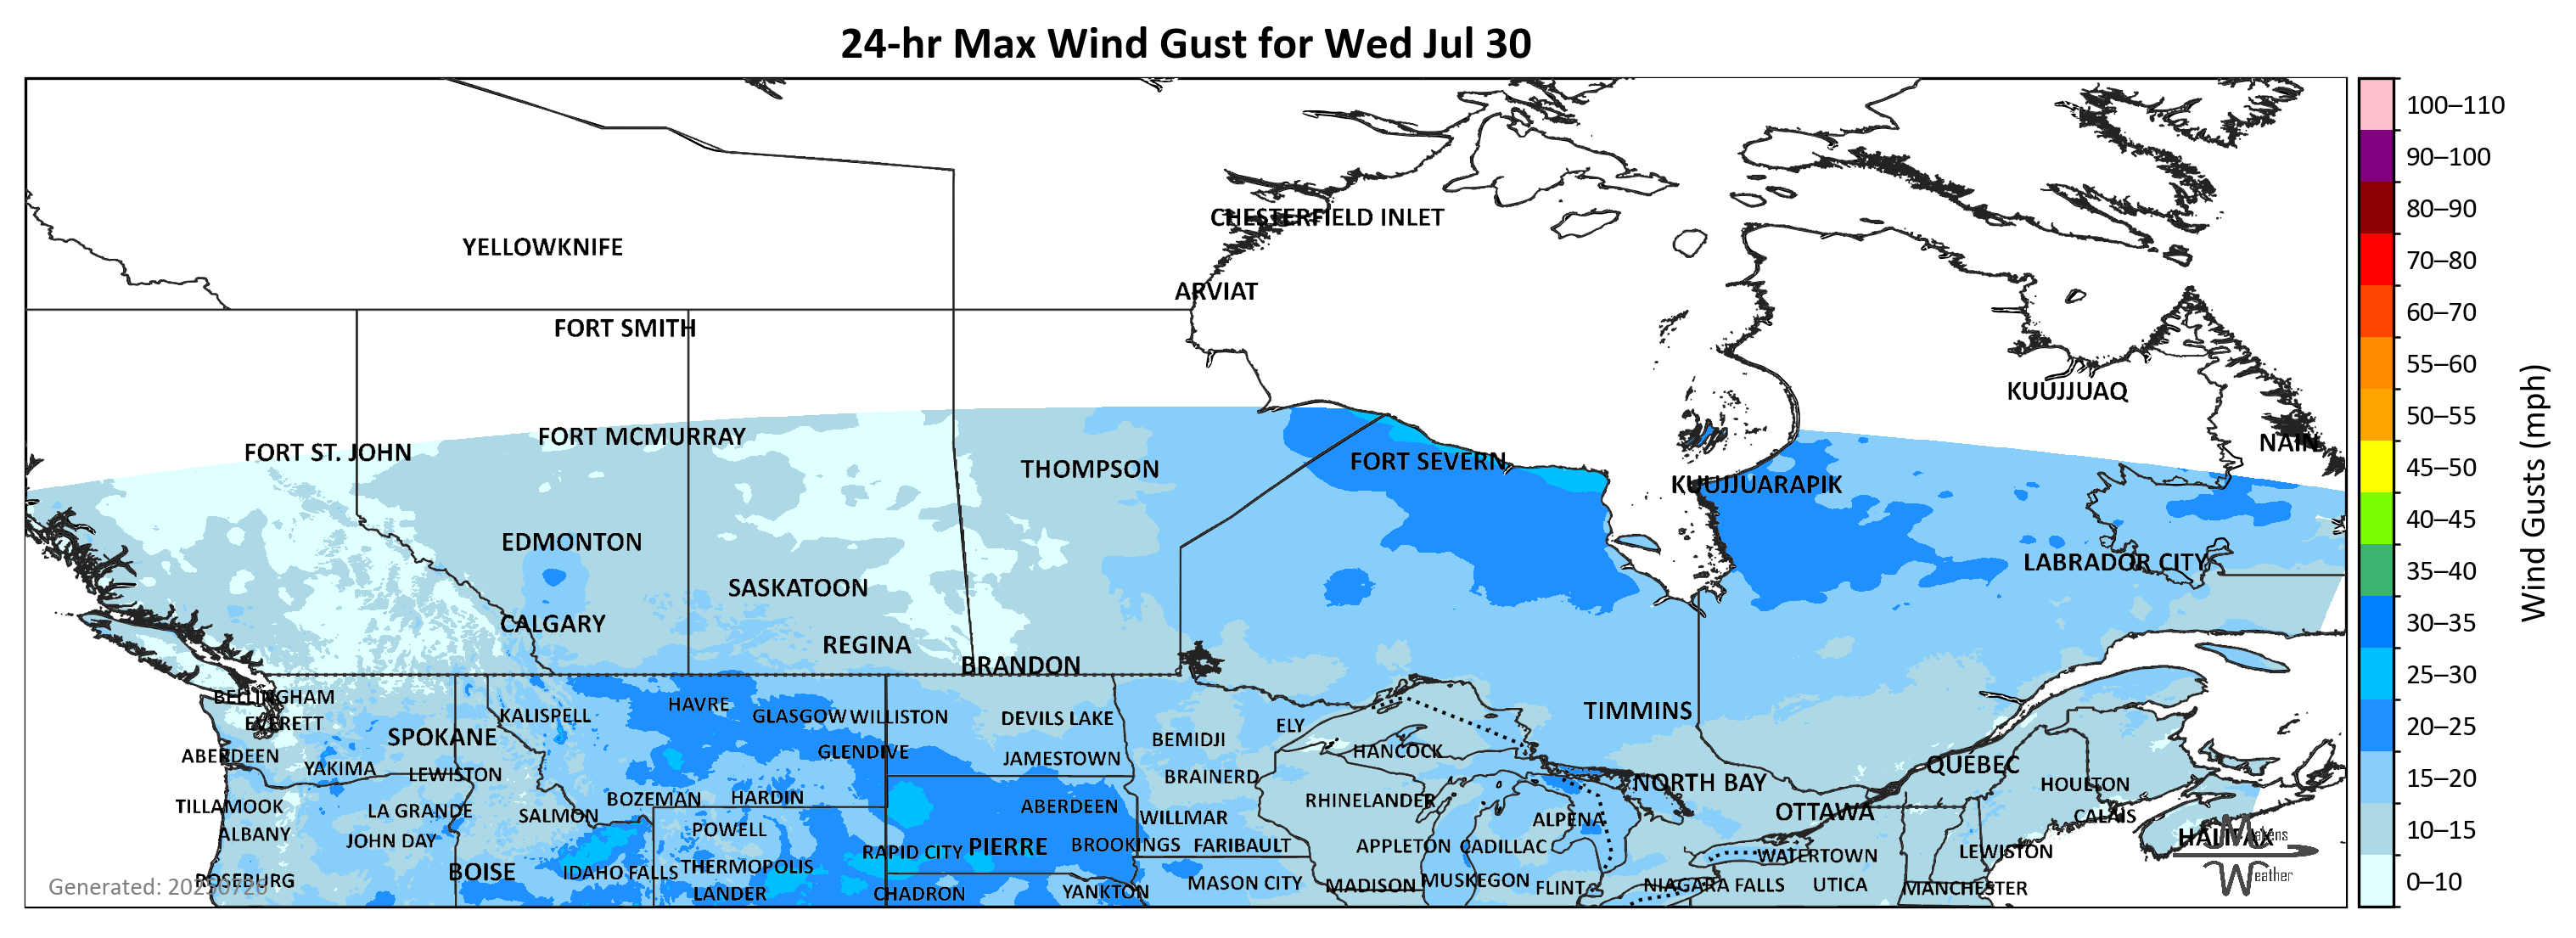 24-hr Max Wind Gust for Wed Jul 30
100–110
90–100
80–90
70–80
60–70
55–60
50–55
45–50
40–45
35–40
30–35
25–30
20–25
15–20
10–15
0–10
Wind Gusts (mph)
CHESTERFIELD INLET
YELLOWKNIFE
ARVIAT
FORT SMITH
KUUJJUAQ
FORT MCMURRAY
NAIN
FORT ST. JOHN
FORT SEVERN
THOMPSON
KUUJJUARAPIK
EDMONTON
LABRADOR CITY
SASKATOON
CALGARY
REGINA
BRANDON
BELLINGHAM
HAVRE
TIMMINS
KALISPELL
GLASGOW WILLISTON
DEVILS LAKE
EVERETT
ELY
SPOKANE
BEMIDJI
GLENDIVE
HANCOCK
ABERDEEN
JAMESTOWN
QUÉBEC
YAKIMA
LEWISTON
BRAINERD
NORTH BAY
HOULTON
BOZEMAN
HARDIN
RHINELANDER
TILLAMOOK
LA GRANDE
ABERDEEN
OTTAWA
SALMON
WILLMAR
ALPENA
CALAIS
ALBANY
POWELL
HALIFAX
Makens
JOHN DAY
PIERRE
BROOKINGS
FARIBAULT
APPLETON
CADILLAC
RAPID CITY
LEWISTON
WATERTOWN
THERMOPOLIS
BOISE
IDAHO FALLS
Weather
ROSEBURG
MASON CITY
MADISON
MUSKEGON
FLINT
NIAGARA FALLS
UTICA
MANCHESTER
Generated:
LANDER
CHADRON
YANKTON